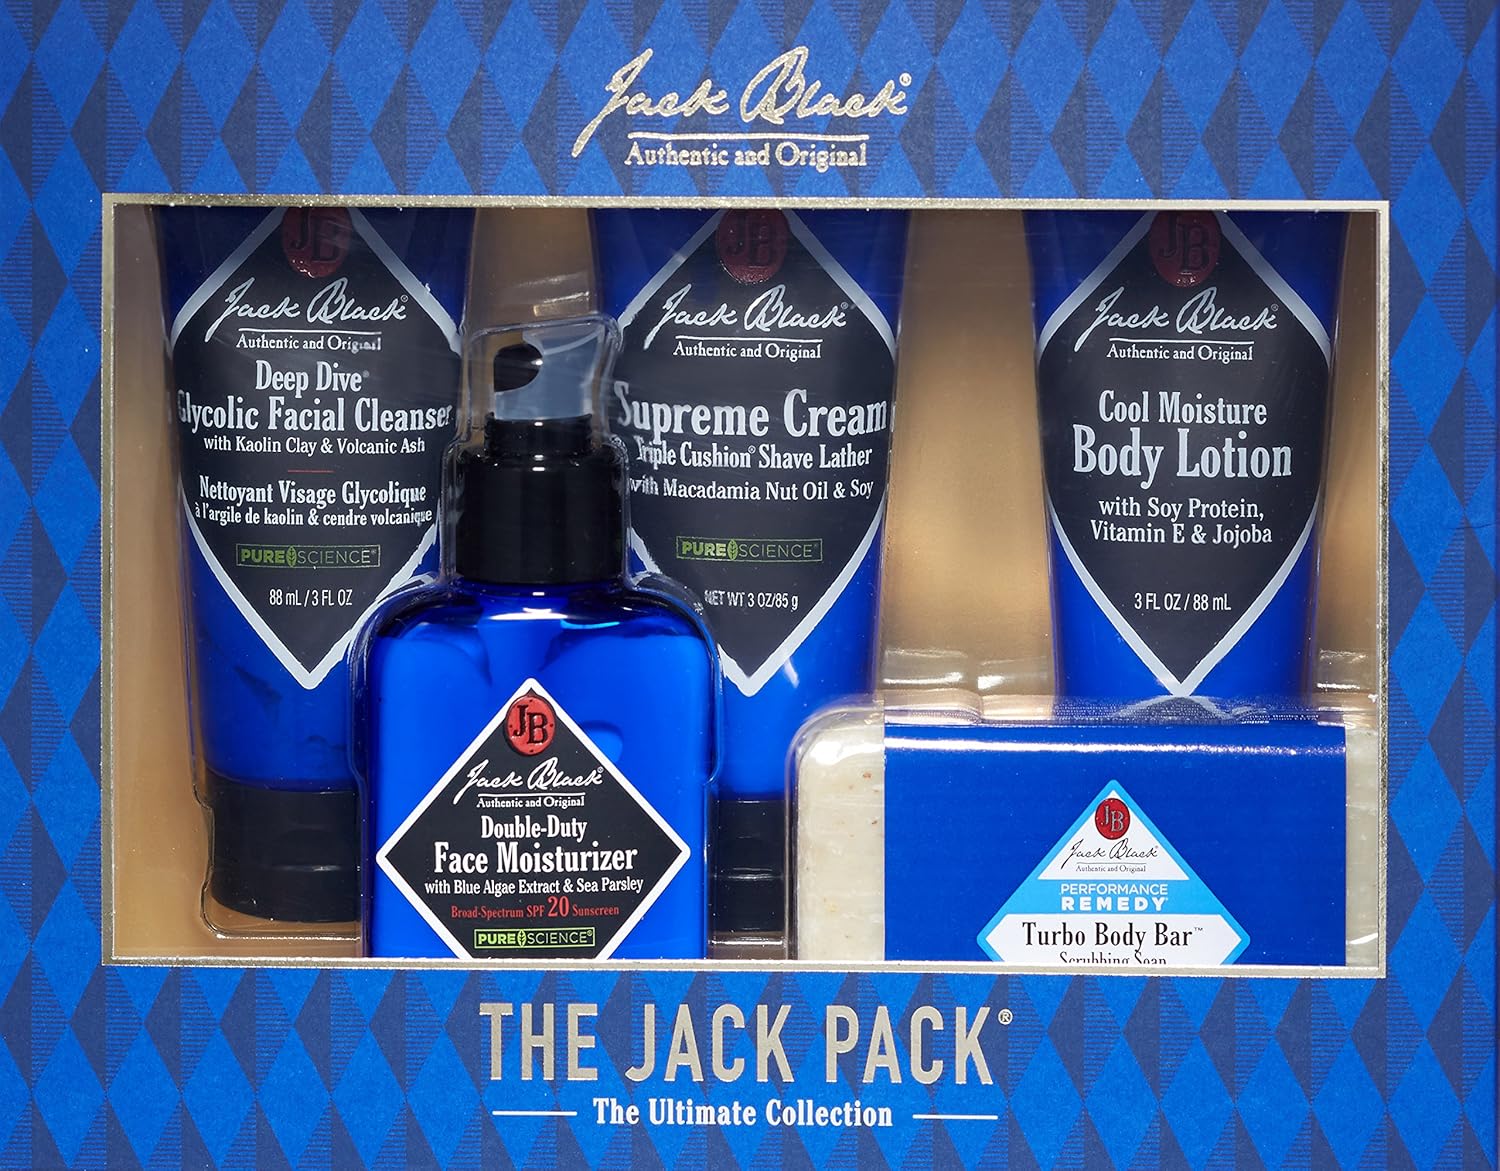 Jack Black®
Authentic and Original
JB
Jack Black®
Authentic and Original
Deep Dive®
Glycolic Facial Cleanser
with Kaolin Clay & Volcanic Ash
Nettoyant Visage Glycolique
à l'argile de kaolin & cendre volcanique
PURE SCIENCE®
88 mL / 3 FL OZ
JB
Jack Black®
Authentic and Original
Supreme Cream
Triple Cushion® Shave Lather
with Macadamia Nut Oil & Soy
PURE SCIENCE®
NET WT 3 OZ/85 g
JB
Jack Black®
Authentic and Original
Cool Moisture
Body Lotion
with Soy Protein,
Vitamin E & Jojoba
3 FL OZ / 88 mL
JB
Jack Black®
Authentic and Original
Double-Duty
Face Moisturizer
with Blue Algae Extract & Sea Parsley
Broad-Spectrum SPF 20 Sunscreen
PURE SCIENCE®
JB
Jack Black®
Authentic and Original
PERFORMANCE
REMEDY®
Turbo Body Bar™
Scrubbing Soap
THE JACK PACK®
The Ultimate Collection